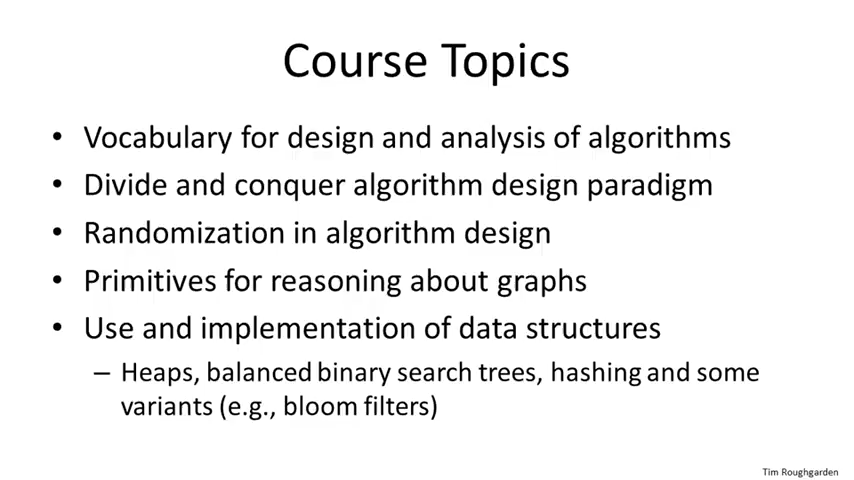 Course Topics
• Vocabulary for design and analysis of algorithms
• Divide and conquer algorithm design paradigm
• Randomization in algorithm design
• Primitives for reasoning about graphs
• Use and implementation of data structures
– Heaps, balanced binary search trees, hashing and some
variants (e.g., bloom filters)
Tim Roughgarden